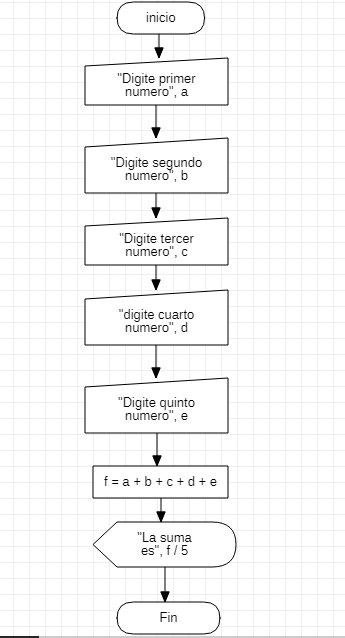 inicio
"Digite primer
numero", a
"Digite segundo
numero", b
"Digite tercer
numero", c
"digite cuarto
numero", d
"Digite quinto
numero", e
f = a + b + c + d + e
"La suma
es", f / 5
Fin